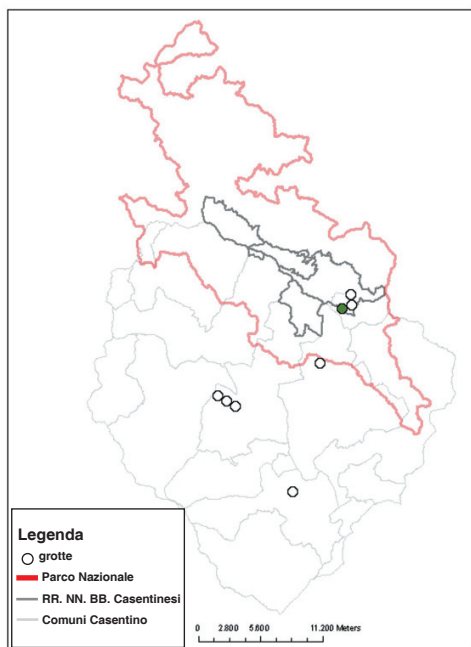 Legenda
grotte
Parco Nazionale
RR. NN. BB. Casentinesi
Comuni Casentino
0 2.800 5.600 11.200 Meters